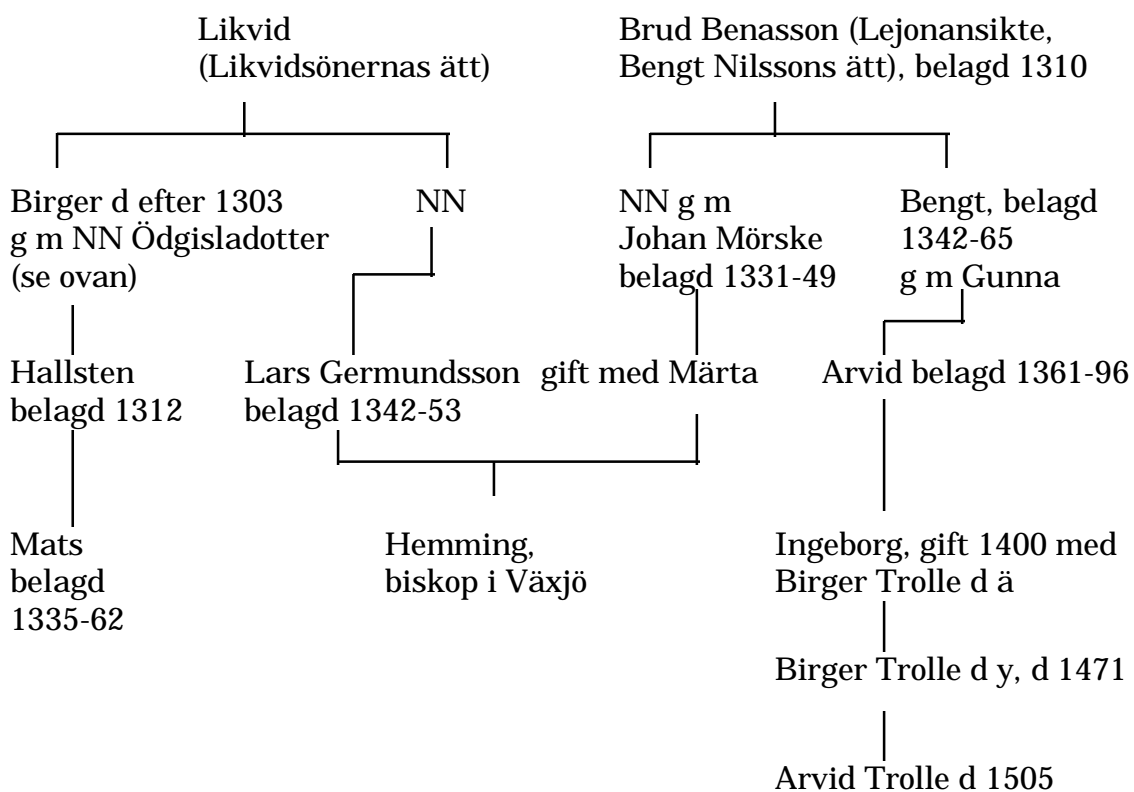 Likvid
(Likvidsönernas ätt)
Brud Benasson (Lejonansikte,
Bengt Nilssons ätt), belagd 1310
Birger d efter 1303
g m NN Ödgisladotter
(se ovan)
NN
NN g m
Johan Mörske
belagd 1331-49
Bengt, belagd
1342-65
g m Gunna
Hallsten
belagd 1312
Lars Germundsson gift med Märta
belagd 1342-53
Arvid belagd 1361-96
Mats
belagd
1335-62
Hemming,
biskop i Växjö
Ingeborg, gift 1400 med
Birger Trolle d ä
Birger Trolle d y, d 1471
Arvid Trolle d 1505